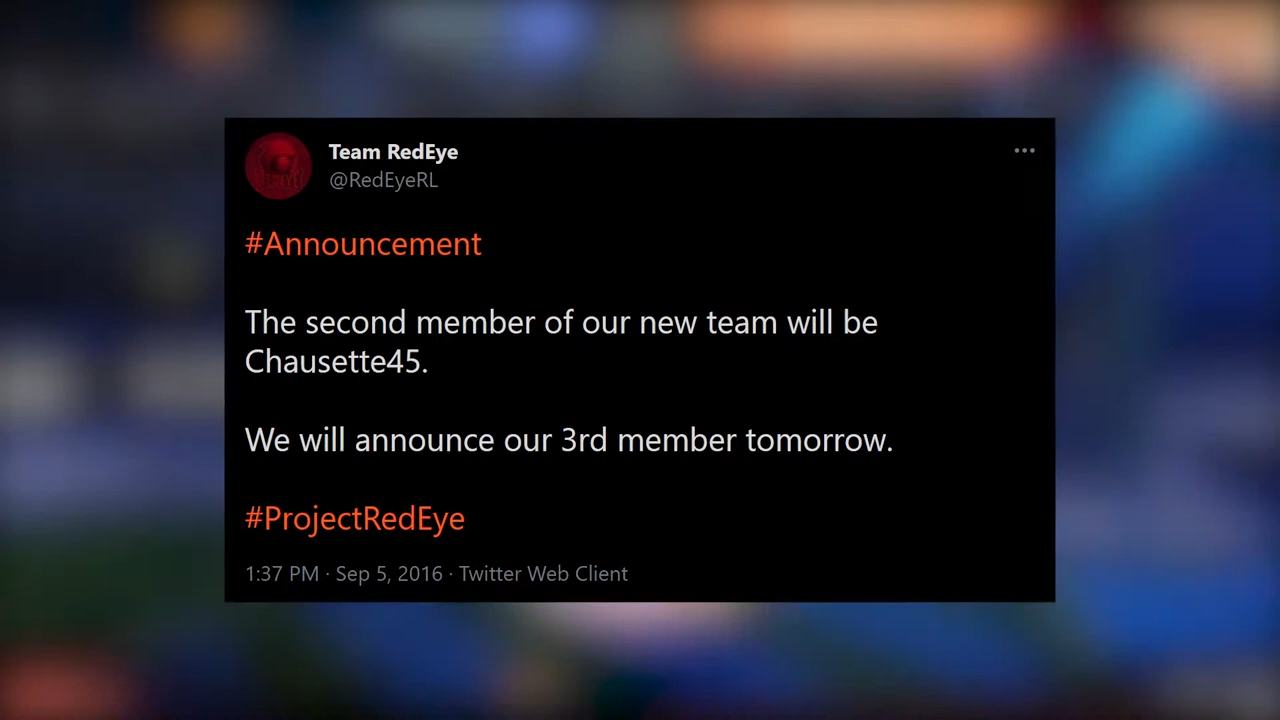 Team RedEye
@RedEyeRL
#Announcement
The second member of our new team will be
Chausette45.
We will announce our 3rd member tomorrow.
#ProjectRedEye
1:37 PM · Sep 5, 2016 · Twitter Web Client